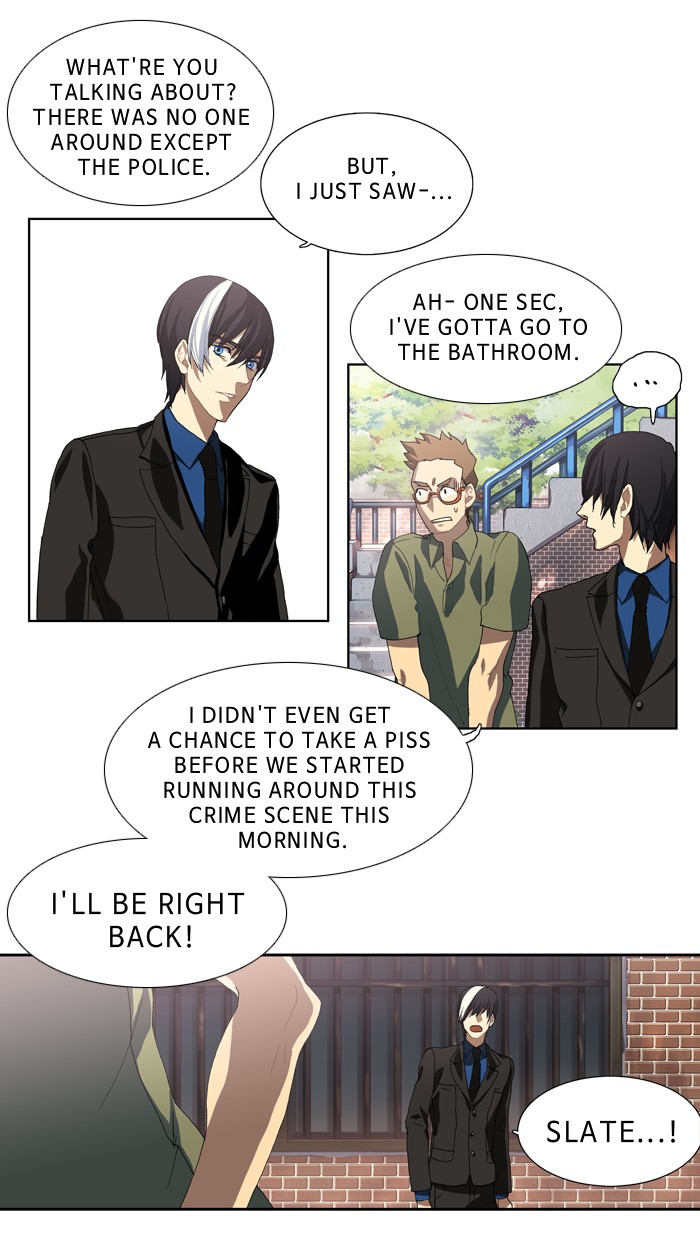 WHAT'RE YOU
TALKING ABOUT?
THERE WAS NO ONE
AROUND EXCEPT
THE POLICE.
BUT,
I JUST SAW-...
AH- ONE SEC,
I'VE GOTTA GO TO
THE BATHROOM.
...
I DIDN'T EVEN GET
A CHANCE TO TAKE A PISS
BEFORE WE STARTED
RUNNING AROUND THIS
CRIME SCENE THIS
MORNING.
I'LL BE RIGHT
BACK!
SLATE...!